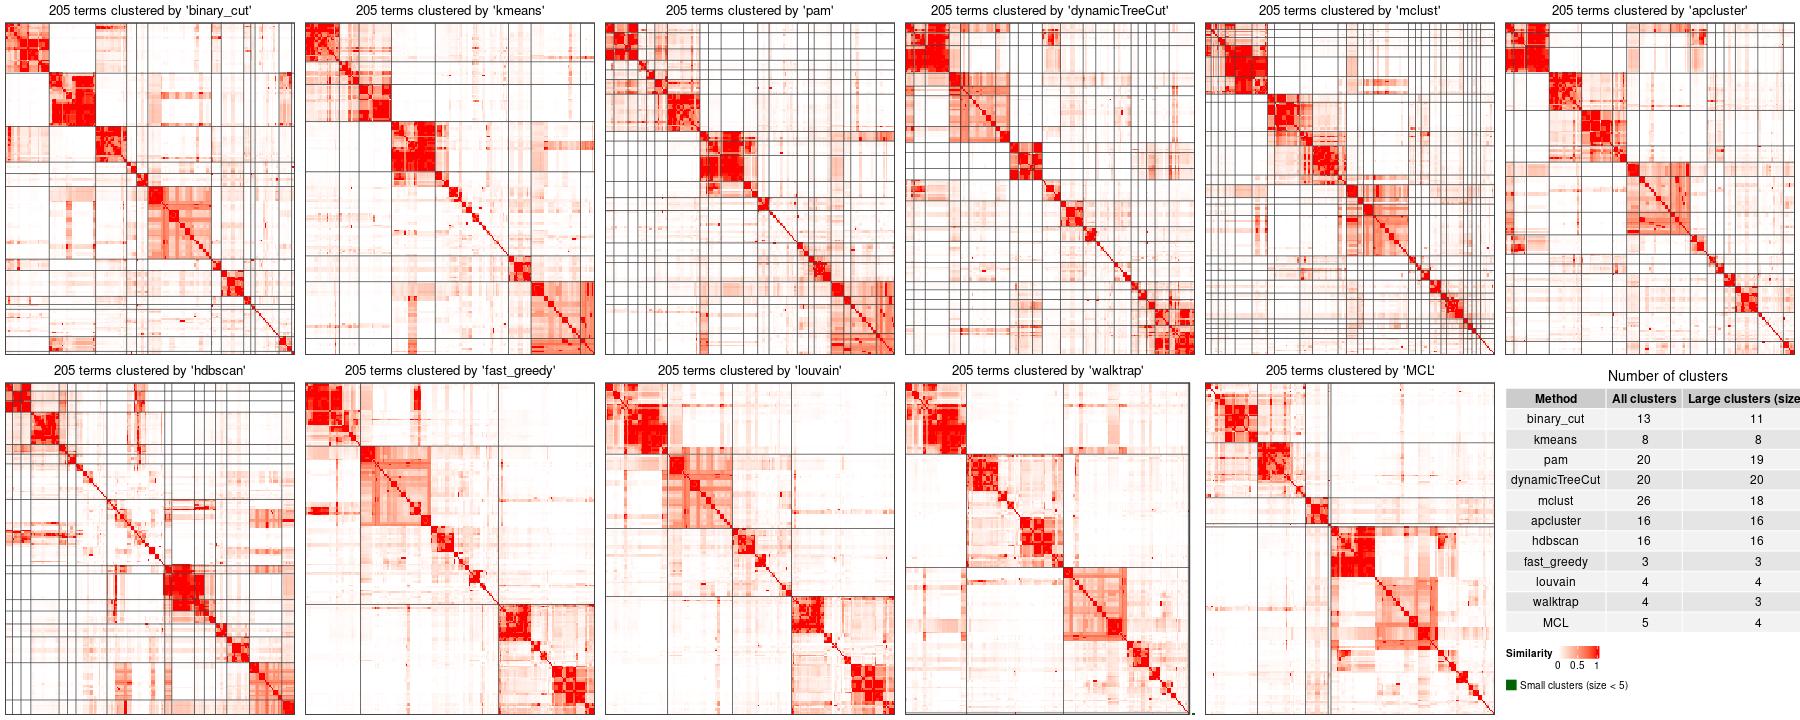 205 terms clustered by 'binary_cut'
205 terms clustered by 'kmeans'
205 terms clustered by 'pam'
205 terms clustered by 'dynamicTreeCut'
205 terms clustered by 'mclust'
205 terms clustered by 'apcluster'
205 terms clustered by 'hdbscan'
205 terms clustered by 'fast_greedy'
205 terms clustered by 'louvain'
205 terms clustered by 'walktrap'
205 terms clustered by 'MCL'
Number of clusters
Method All clusters Large clusters (size
binary_cut 13 11
kmeans 8 8
pam 20 19
dynamicTreeCut 20 20
mclust 26 18
apcluster 16 16
hdbscan 16 16
fast_greedy 3 3
louvain 4 4
walktrap 4 3
MCL 5 4
Similarity
0 0.5 1
Small clusters (size < 5)